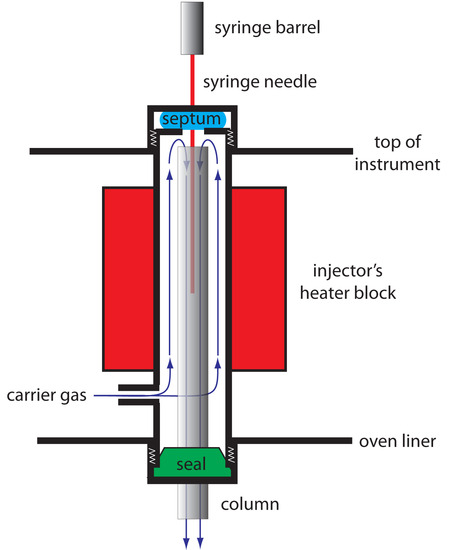 syringe barrel
syringe needle
septum
top of
instrument
injector's
heater block
carrier gas
oven liner
seal
column